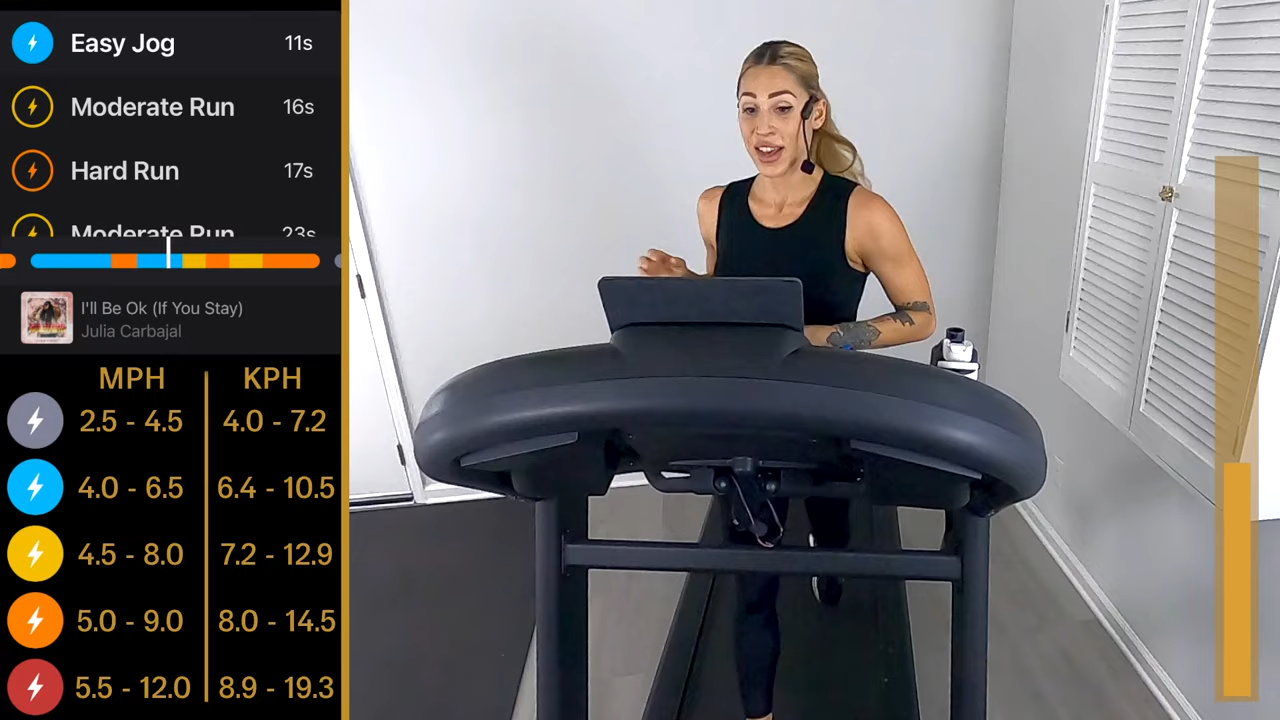 Easy Jog 11s
Moderate Run 16s
Hard Run 17s
Moderate Run 23s
I'll Be Ok (If You Stay)
Julia Carbajal
MPH KPH
2.5 - 4.5 4.0 - 7.2
4.0 - 6.5 6.4 - 10.5
4.5 - 8.0 7.2 - 12.9
5.0 - 9.0 8.0 - 14.5
5.5 - 12.0 8.9 - 19.3